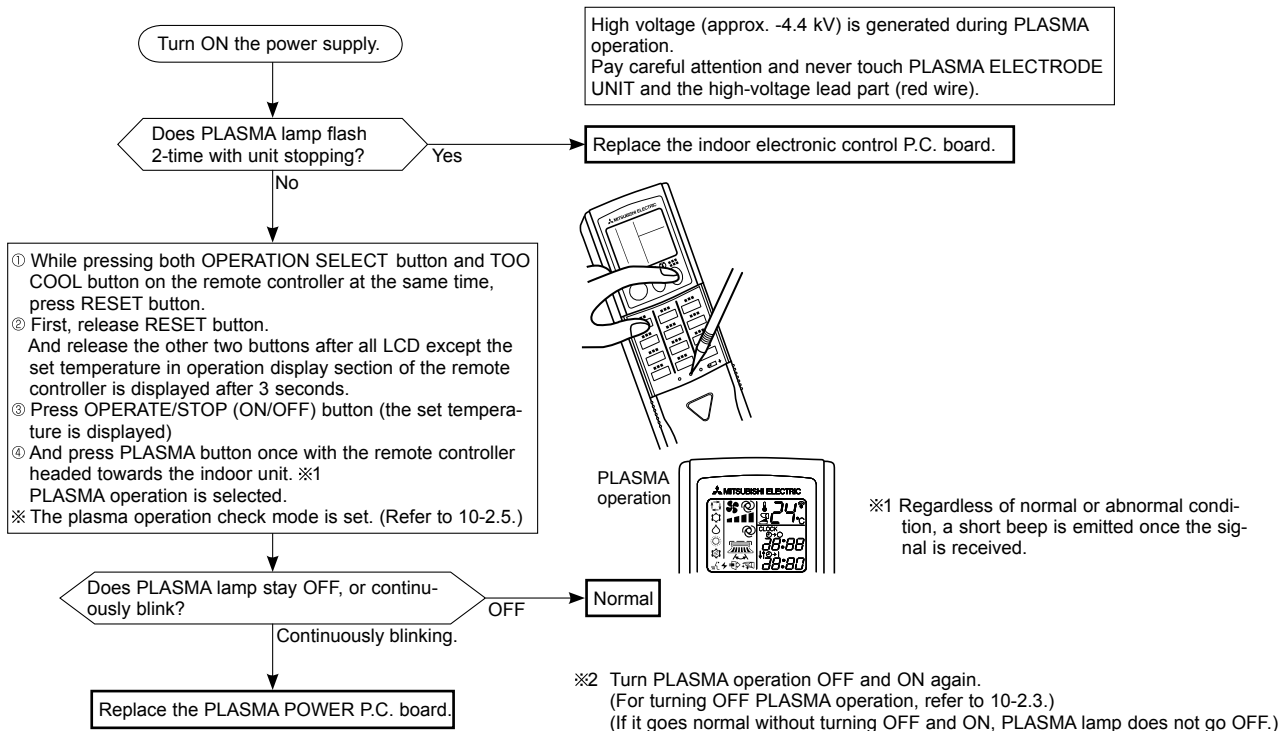 Turn ON the power supply.
High voltage (approx. -4.4 kV) is generated during PLASMA
operation.
Pay careful attention and never touch PLASMA ELECTRODE
UNIT and the high-voltage lead part (red wire).
Does PLASMA lamp flash
2-time with unit stopping?
Yes
Replace the indoor electronic control P.C. board.
No
① While pressing both OPERATION SELECT button and TOO
COOL button on the remote controller at the same time,
press RESET button.
② First, release RESET button.
And release the other two buttons after all LCD except the
set temperature in operation display section of the remote
controller is displayed after 3 seconds.
③ Press OPERATE/STOP (ON/OFF) button (the set tempera-
ture is displayed)
④ And press PLASMA button once with the remote controller
headed towards the indoor unit. ※1
PLASMA operation is selected.
※ The plasma operation check mode is set. (Refer to 10-2.5.)
MITSUBISHI ELECTRIC
PLASMA
operation
MITSUBISHI ELECTRIC
24°C
CLOCK
88:88
88:80
※1 Regardless of normal or abnormal condi-
tion, a short beep is emitted once the sig-
nal is received.
Does PLASMA lamp stay OFF, or continu-
ously blink?
OFF
Normal
Continuously blinking.
Replace the PLASMA POWER P.C. board.
※2 Turn PLASMA operation OFF and ON again.
(For turning OFF PLASMA operation, refer to 10-2.3.)
(If it goes normal without turning OFF and ON, PLASMA lamp does not go OFF.)